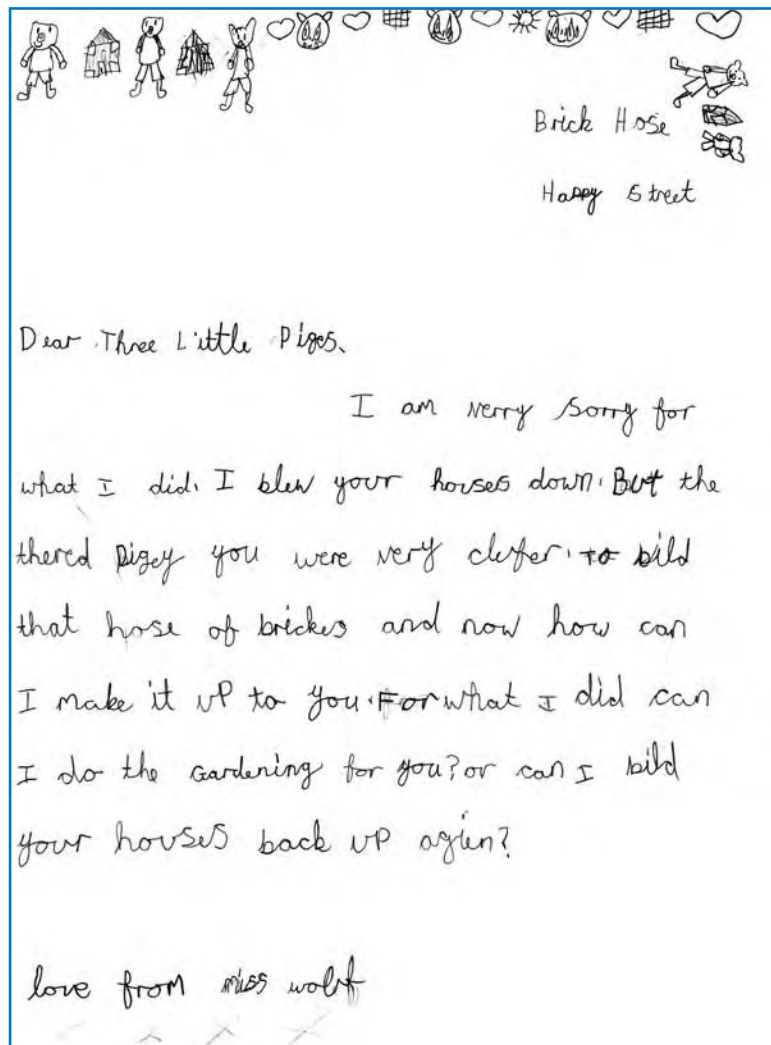 Brick Hose
Happy Street
Dear Three Little Piges.
I am verry sorry for
what I did. I blew your houses down. But the
thered pigey you were very clefer. to bild
that hose of brickes and now how can
I make it up to you. For what I did can
I do the gardening for you? or can I bild
your houses back up agien?
love from miss wolf